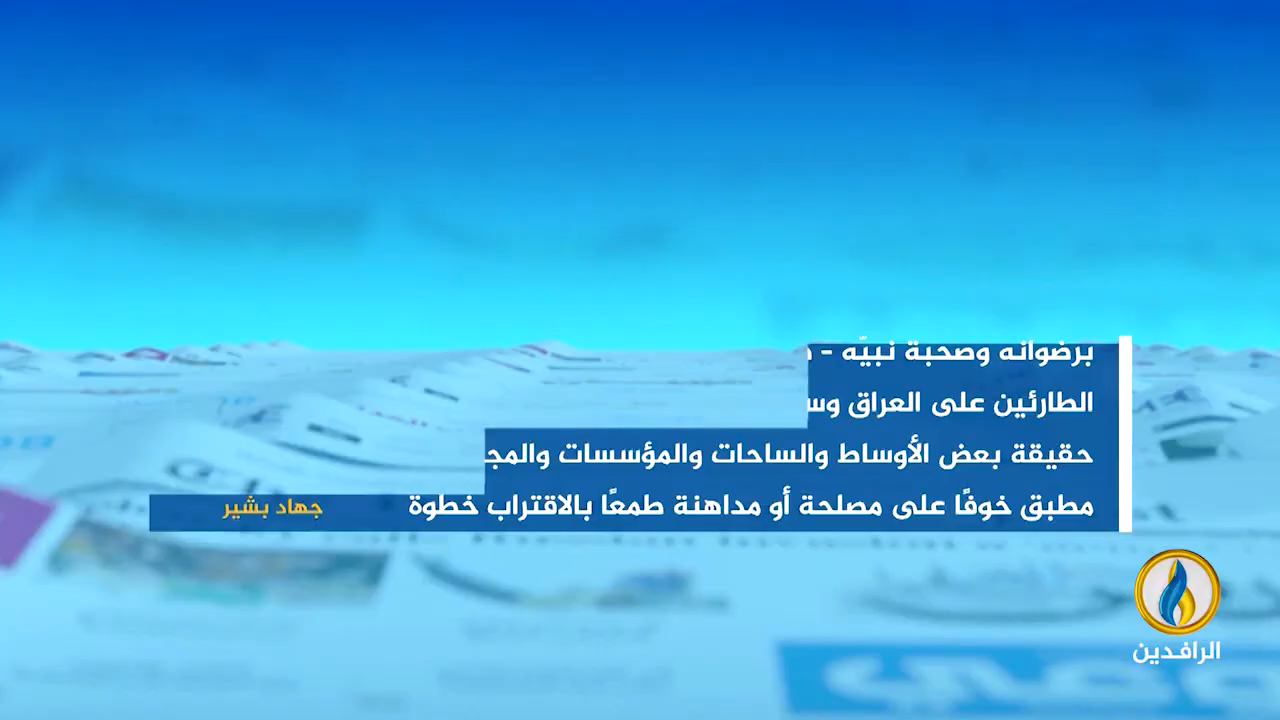 برضوانه وصحبة نبيّه -
الطارئين على العراق وس
حقيقة بعض الأوساط والساحات والمؤسسات والمج
مطبق خوفًا على مصلحة أو مداهنة طمعًا بالاقتراب خطوة
جهاد بشير
الرافدين